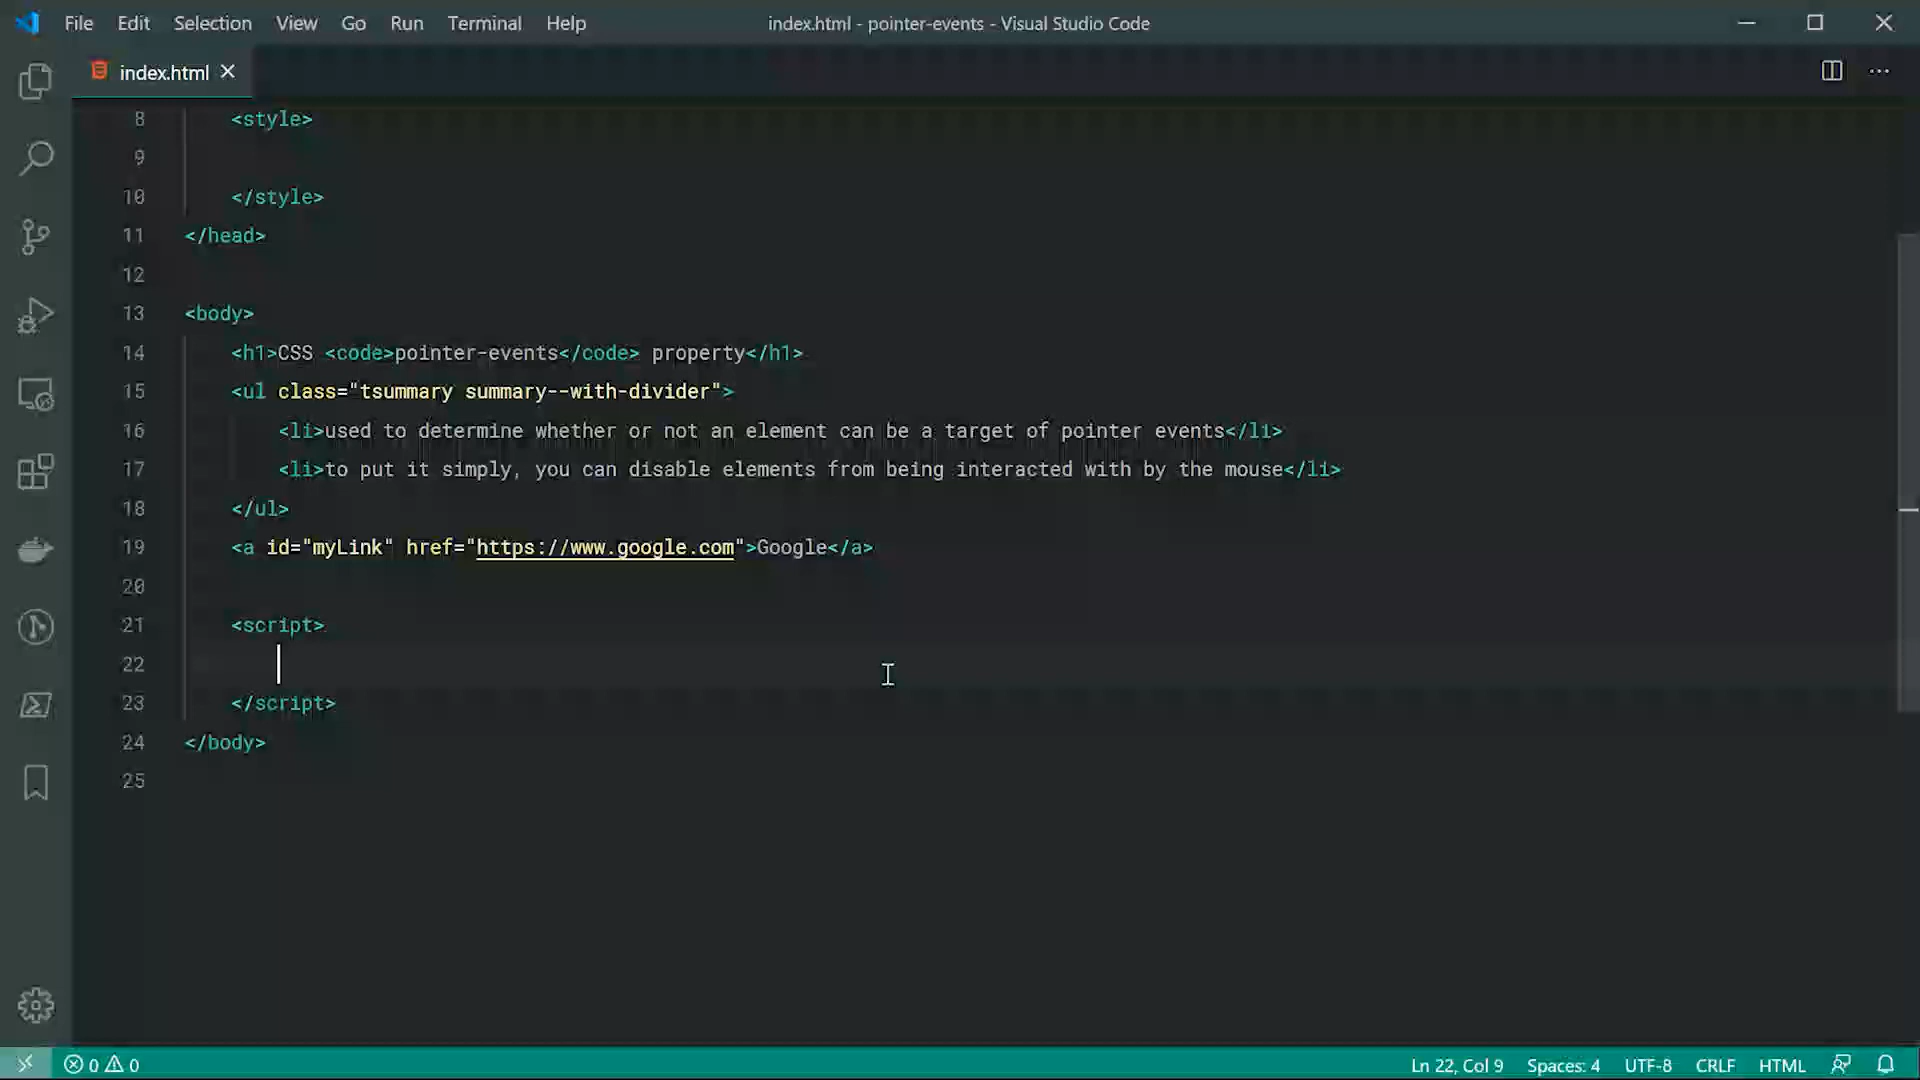 File Edit Selection View Go Run Terminal Help index.html - pointer-events - Visual Studio Code
index.html
8 <style>
9
10 </style>
11 </head>
12
13 <body>
14 <h1>CSS <code>pointer-events</code> property</h1>
15 <ul class="tsummary summary--with-divider">
16 <li>used to determine whether or not an element can be a target of pointer events</li>
17 <li>to put it simply, you can disable elements from being interacted with by the mouse</li>
18 </ul>
19 <a id="myLink" href="https://www.google.com">Google</a>
20
21 <script>
22
23 </script>
24 </body>
25
0 0 Ln 22, Col 9 Spaces: 4 UTF-8 CRLF HTML